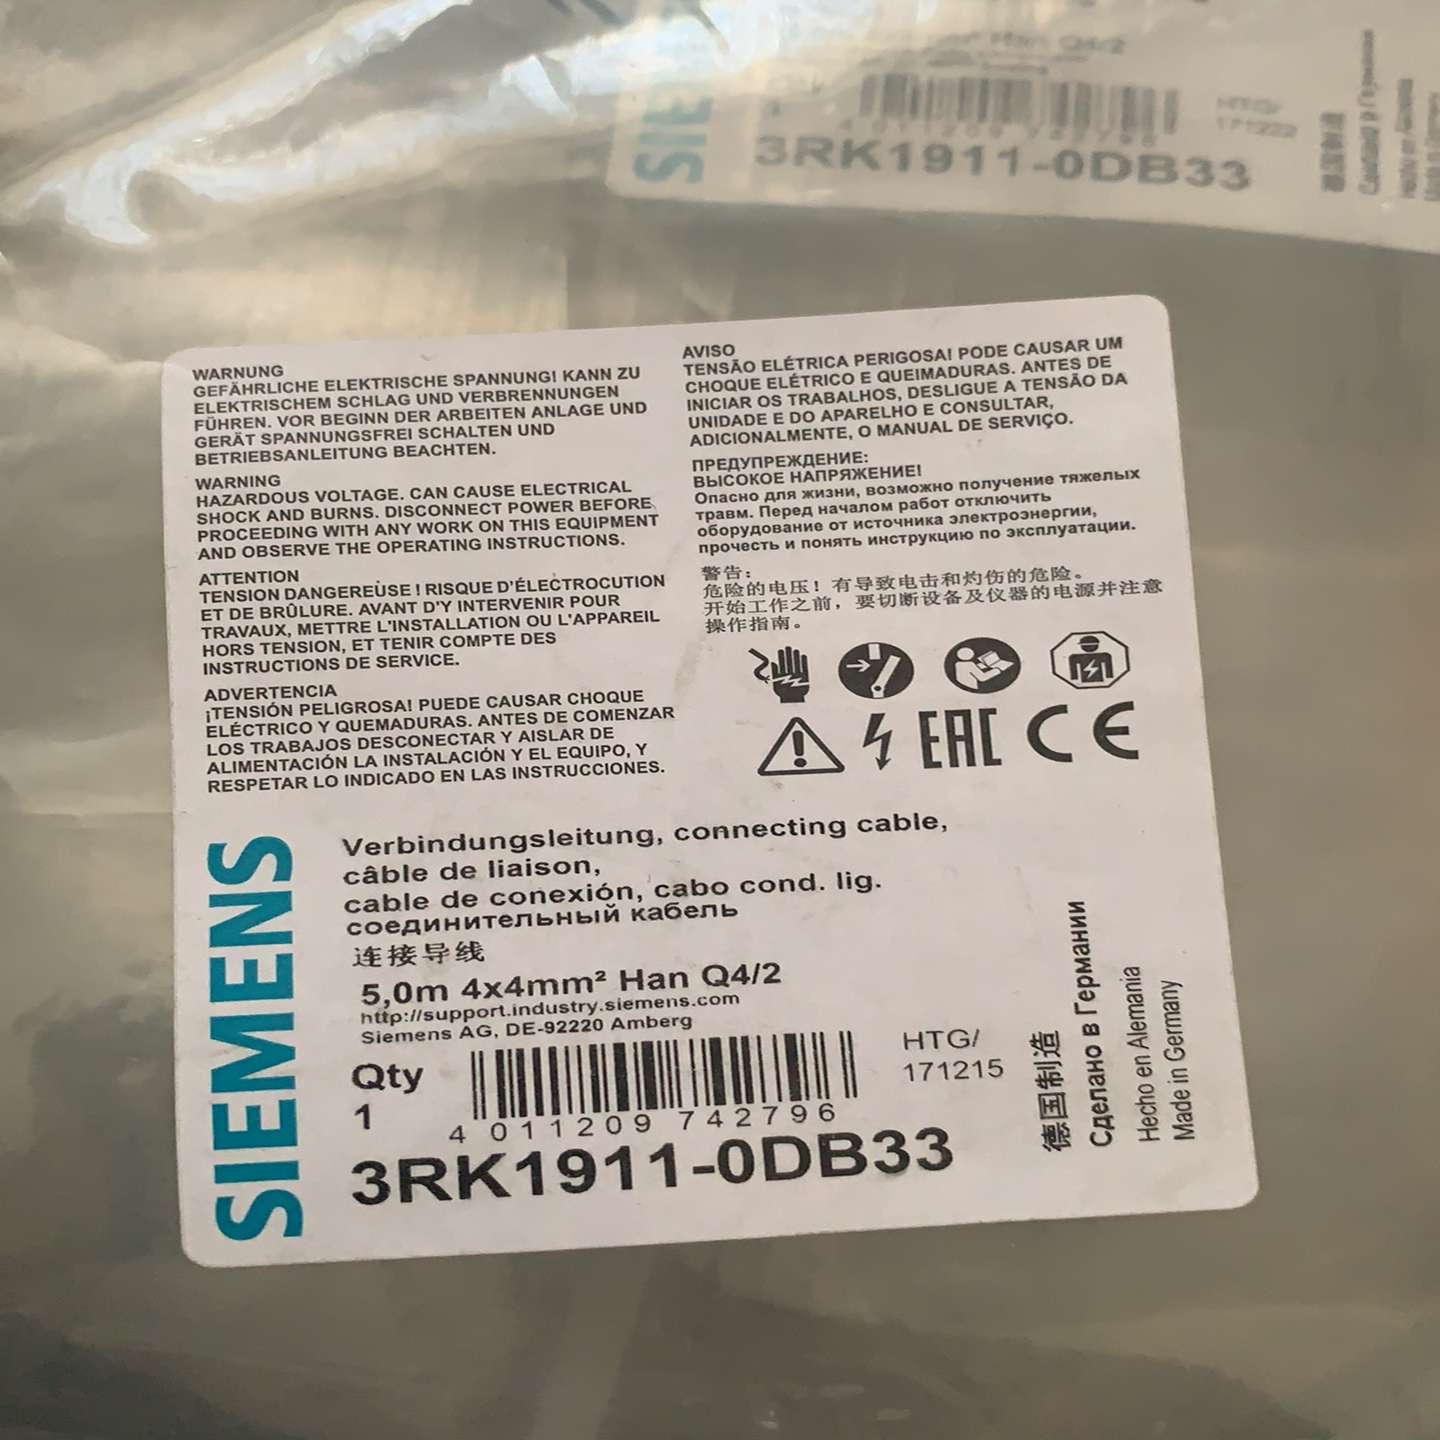 Han Q4/2
SIE
4 011209 742796
HTG/
171222
3RK1911-0DB33
WARNUNG
GEFÄHRLICHE ELEKTRISCHE SPANNUNG! KANN ZU
ELEKTRISCHEM SCHLAG UND VERBRENNUNGEN
FÜHREN. VOR BEGINN DER ARBEITEN ANLAGE UND
GERÄT SPANNUNGSFREI SCHALTEN UND
BETRIEBSANLEITUNG BEACHTEN.
WARNING
HAZARDOUS VOLTAGE. CAN CAUSE ELECTRICAL
SHOCK AND BURNS. DISCONNECT POWER BEFORE
PROCEEDING WITH ANY WORK ON THIS EQUIPMENT
AND OBSERVE THE OPERATING INSTRUCTIONS.
ATTENTION
TENSION DANGEREUSE ! RISQUE D'ÉLECTROCUTION
ET DE BRÛLURE. AVANT D'Y INTERVENIR POUR
TRAVAUX, METTRE L'INSTALLATION OU L'APPAREIL
HORS TENSION, ET TENIR COMPTE DES
INSTRUCTIONS DE SERVICE.
ADVERTENCIA
¡TENSIÓN PELIGROSA! PUEDE CAUSAR CHOQUE
ELÉCTRICO Y QUEMADURAS. ANTES DE COMENZAR
LOS TRABAJOS DESCONECTAR Y AISLAR DE
ALIMENTACIÓN LA INSTALACIÓN Y EL EQUIPO, Y
RESPETAR LO INDICADO EN LAS INSTRUCCIONES.
AVISO
TENSÃO ELÉTRICA PERIGOSA! PODE CAUSAR UM
CHOQUE ELÉTRICO E QUEIMADURAS. ANTES DE
INICIAR OS TRABALHOS, DESLIGUE A TENSÃO DA
UNIDADE E DO APARELHO E CONSULTAR,
ADICIONALMENTE, O MANUAL DE SERVIÇO.
ПРЕДУПРЕЖДЕНИЕ:
ВЫСОКОЕ НАПРЯЖЕНИЕ!
Опасно для жизни, возможно получение тяжелых
травм. Перед началом работ отключить
оборудование от источника электроэнергии,
прочесть и понять инструкцию по эксплуатации.
警告:
危险的电压！有导致电击和灼伤的危险。
开始工作之前，要切断设备及仪器的电源并注意
操作指南。
EAC CE
SIEMENS
Verbindungsleitung, connecting cable,
câble de liaison,
cable de conexión, cabo cond. lig.
соединительный кабель
连接导线
5,0m 4x4mm² Han Q4/2
http://support.industry.siemens.com
Siemens AG, DE-92220 Amberg
Qty
1
4 011209 742796
HTG/
171215
3RK1911-0DB33
德国制造
Сделано в Германии
Hecho en Alemania
Made in Germany